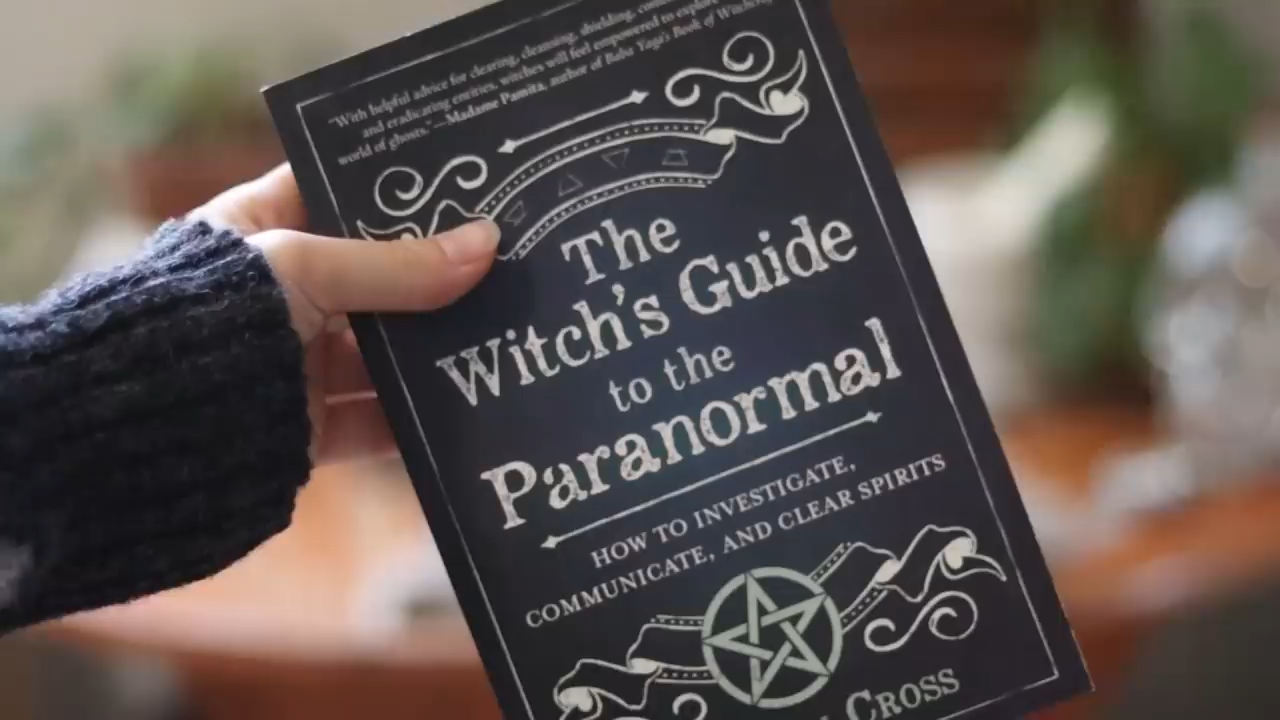 "With helpful advice for clearing, cleansing, shielding,
and eradicating entities, witches will feel empowered to explore
world of ghosts."—Madame Pamita, author of Baba Yaga's Book of Witchcraft
The
Witch's Guide
to the
Paranormal
HOW TO INVESTIGATE,
COMMUNICATE, AND CLEAR SPIRITS
CROSS